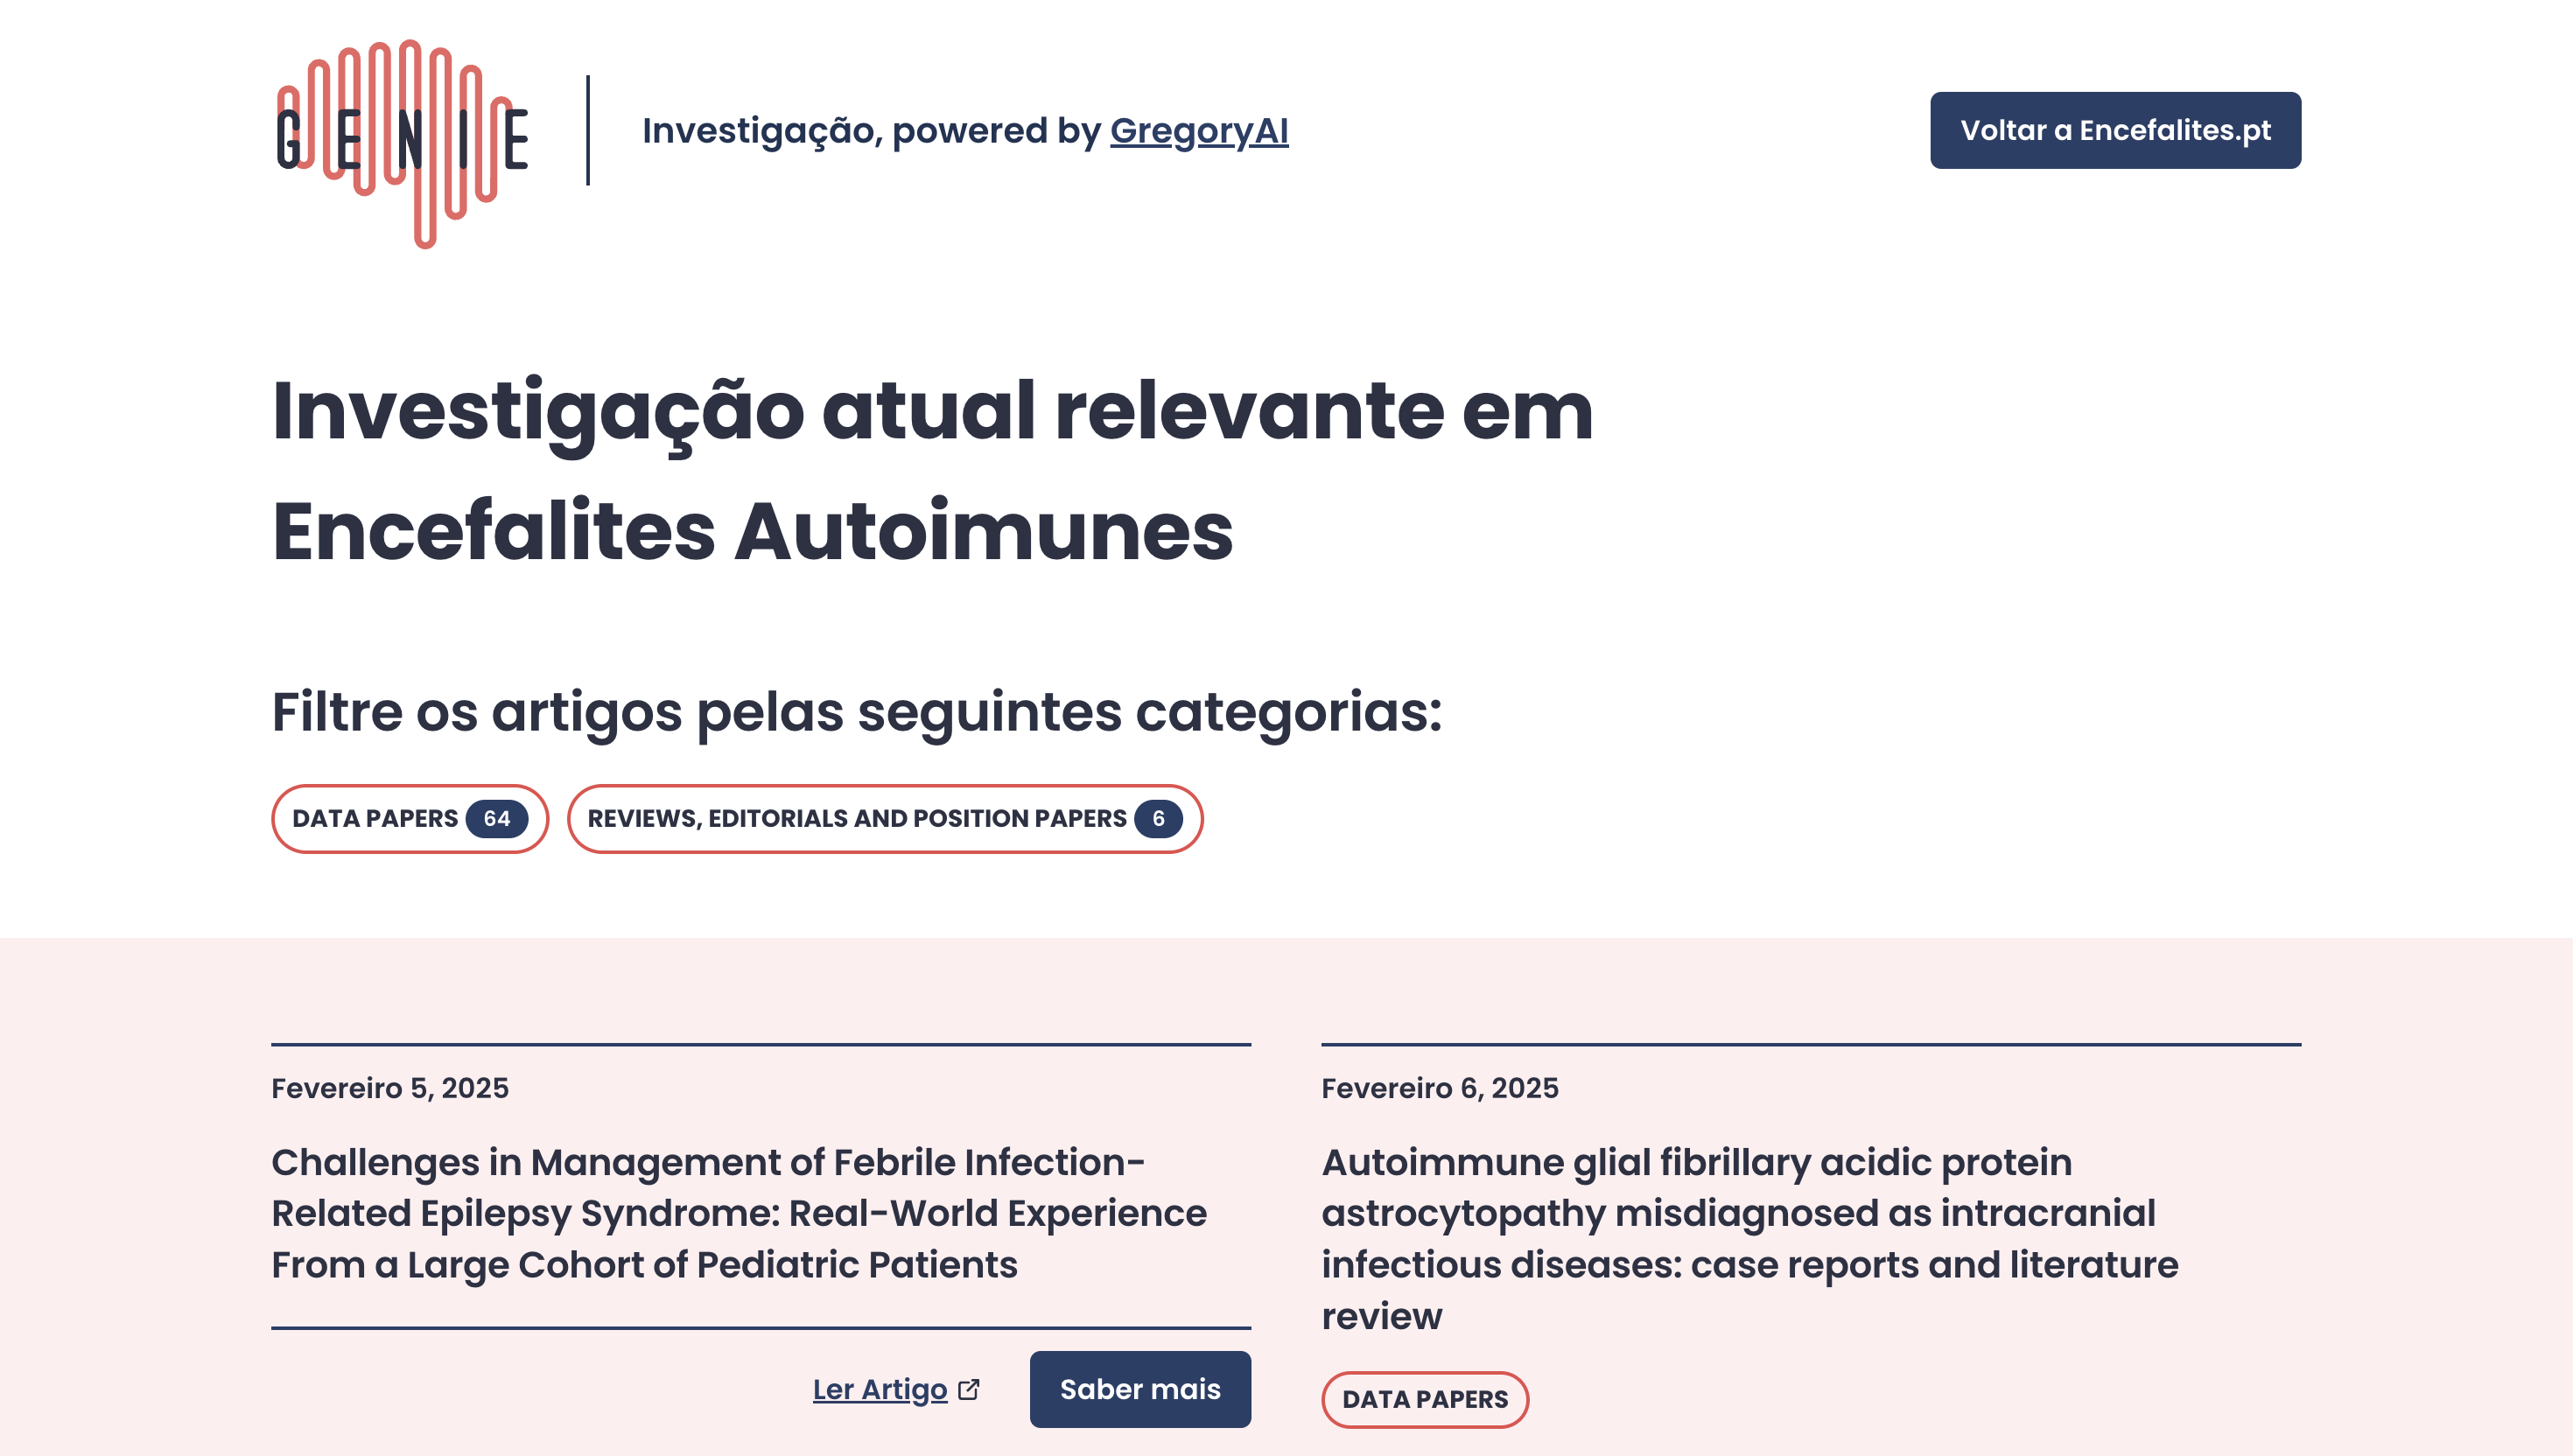 GENIE
Investigação, powered by GregoryAI
Voltar a Encefalites.pt
Investigação atual relevante em
Encefalites Autoimunes
Filtre os artigos pelas seguintes categorias:
DATA PAPERS 64
REVIEWS, EDITORIALS AND POSITION PAPERS 6
Fevereiro 5, 2025
Challenges in Management of Febrile Infection-
Related Epilepsy Syndrome: Real-World Experience
From a Large Cohort of Pediatric Patients
Ler Artigo
Saber mais
Fevereiro 6, 2025
Autoimmune glial fibrillary acidic protein
astrocytopathy misdiagnosed as intracranial
infectious diseases: case reports and literature
review
DATA PAPERS